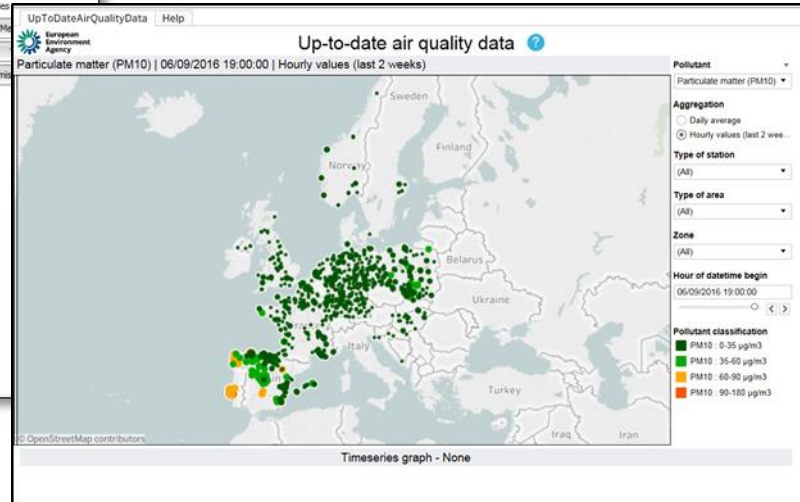 es
Me
mis
UpToDateAirQualityData Help
European
Environment
Agency
Up-to-date air quality data ?
Particulate matter (PM10) | 06/09/2016 19:00:00 | Hourly values (last 2 weeks)
Sweden
Finland
Norway
Belarus
Ukraine
Italy
Turkey
Iraq
Iran
© OpenStreetMap contributors
Pollutant
Particulate matter (PM10)
Aggregation
Daily average
Hourly values (last 2 wee...
Type of station
(All)
Type of area
(All)
Zone
(All)
Hour of datetime begin
06/09/2016 19:00:00
Pollutant classification
PM10 : 0-35 µg/m3
PM10 : 35-60 µg/m3
PM10 : 60-90 µg/m3
PM10 : 90-180 µg/m3
Timeseries graph - None